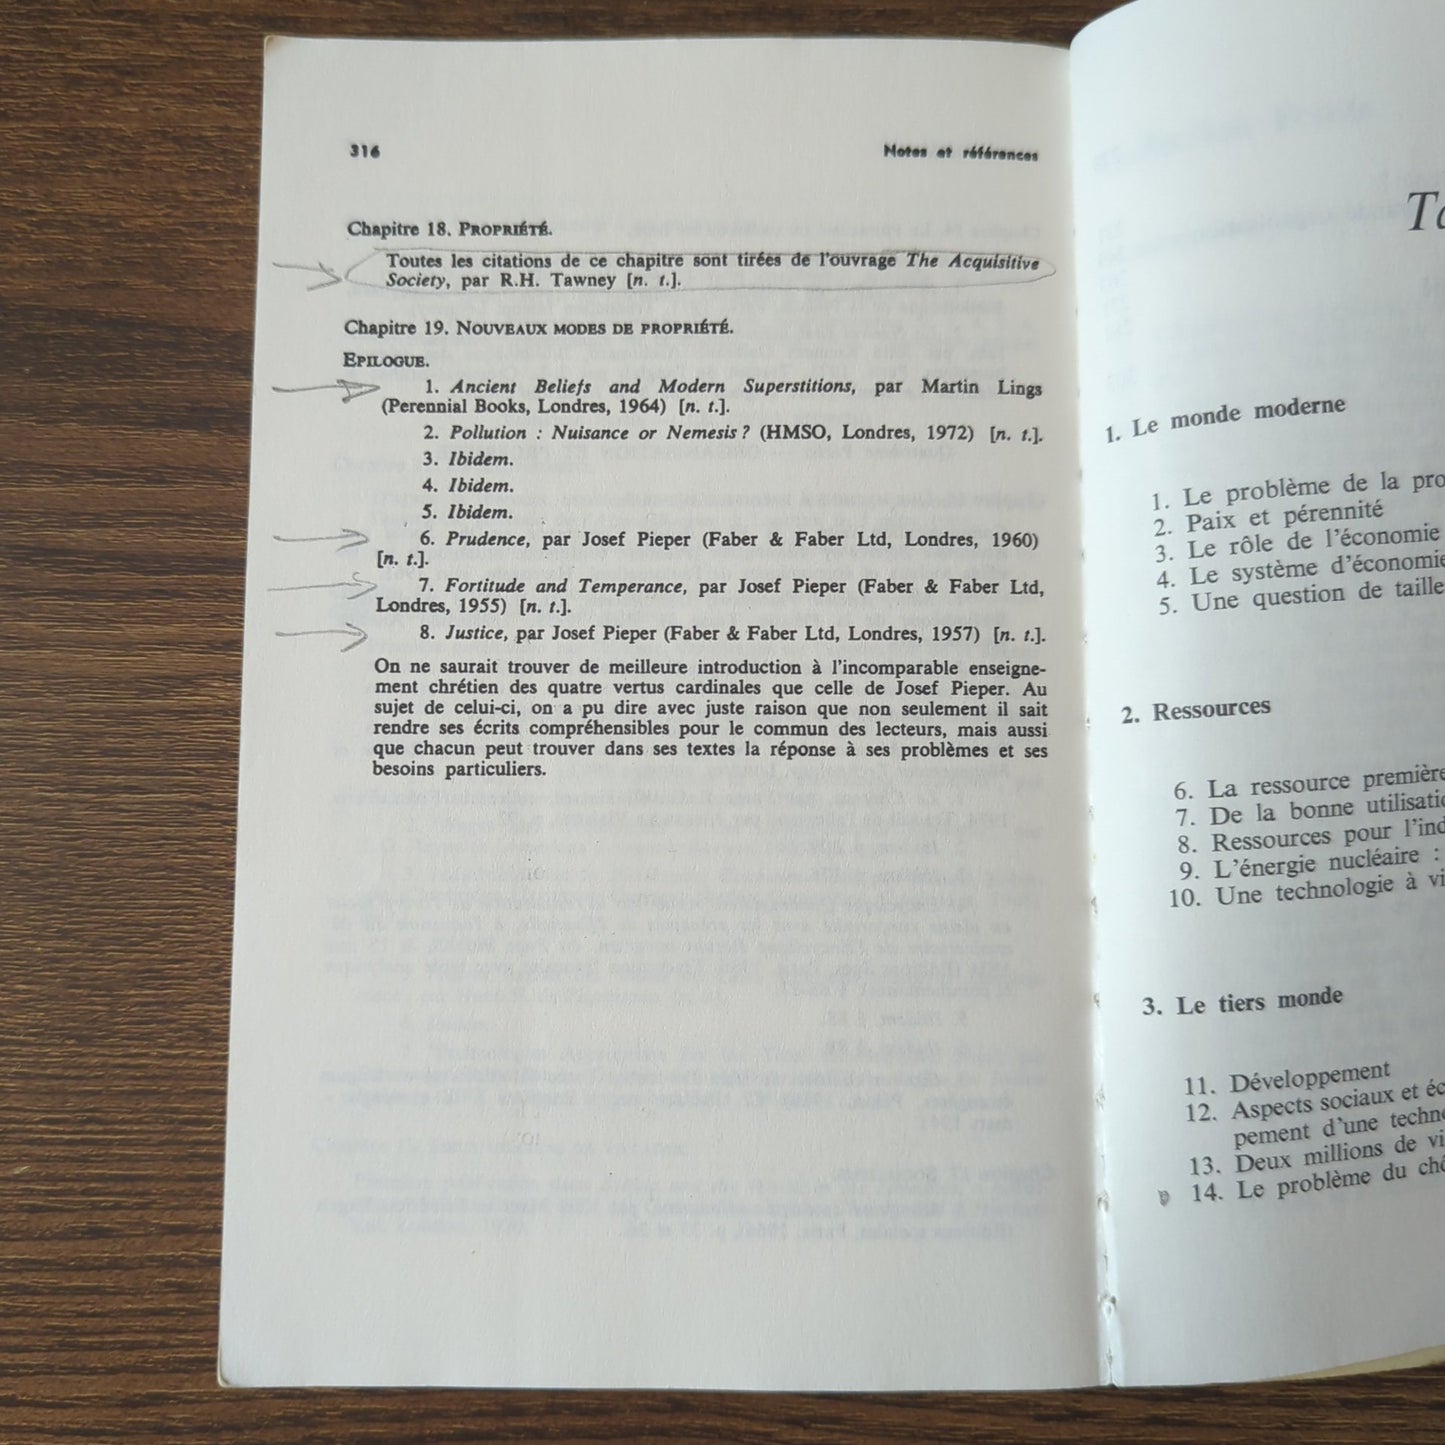 316
Notes et références
Chapitre 18. PROPRIÉTÉ.
Toutes les citations de ce chapitre sont tirées de l'ouvrage The Acquisitive
Society, par R.H. Tawney [n. t.].
Chapitre 19. NOUVEAUX MODES DE PROPRIÉTÉ.
EPILOGUE.
1. Ancient Beliefs and Modern Superstitions, par Martin Lings
(Perennial Books, Londres, 1964) [n. t.].
2. Pollution : Nuisance or Nemesis ? (HMSO, Londres, 1972) [n. t.].
3. Ibidem.
4. Ibidem.
5. Ibidem.
6. Prudence, par Josef Pieper (Faber & Faber Ltd, Londres, 1960)
[n. t.].
7. Fortitude and Temperance, par Josef Pieper (Faber & Faber Ltd,
Londres, 1955) [n. t.].
8. Justice, par Josef Pieper (Faber & Faber Ltd, Londres, 1957) [n. t.].
On ne saurait trouver de meilleure introduction à l'incomparable enseigne-
ment chrétien des quatre vertus cardinales que celle de Josef Pieper. Au
sujet de celui-ci, on a pu dire avec juste raison que non seulement il sait
rendre ses écrits compréhensibles pour le commun des lecteurs, mais aussi
que chacun peut trouver dans ses textes la réponse à ses problèmes et ses
besoins particuliers.
1. Le monde moderne
1. Le problème de la pro
2. Paix et pérennité
3. Le rôle de l'économie
4. Le système d'économie
5. Une question de taille
2. Ressources
6. La ressource première
7. De la bonne utilisatio
8. Ressources pour l'ind
9. L'énergie nucléaire :
10. Une technologie à vi
3. Le tiers monde
11. Développement
12. Aspects sociaux et éc
pement d'une techno
13. Deux millions de vi
14. Le problème du chô